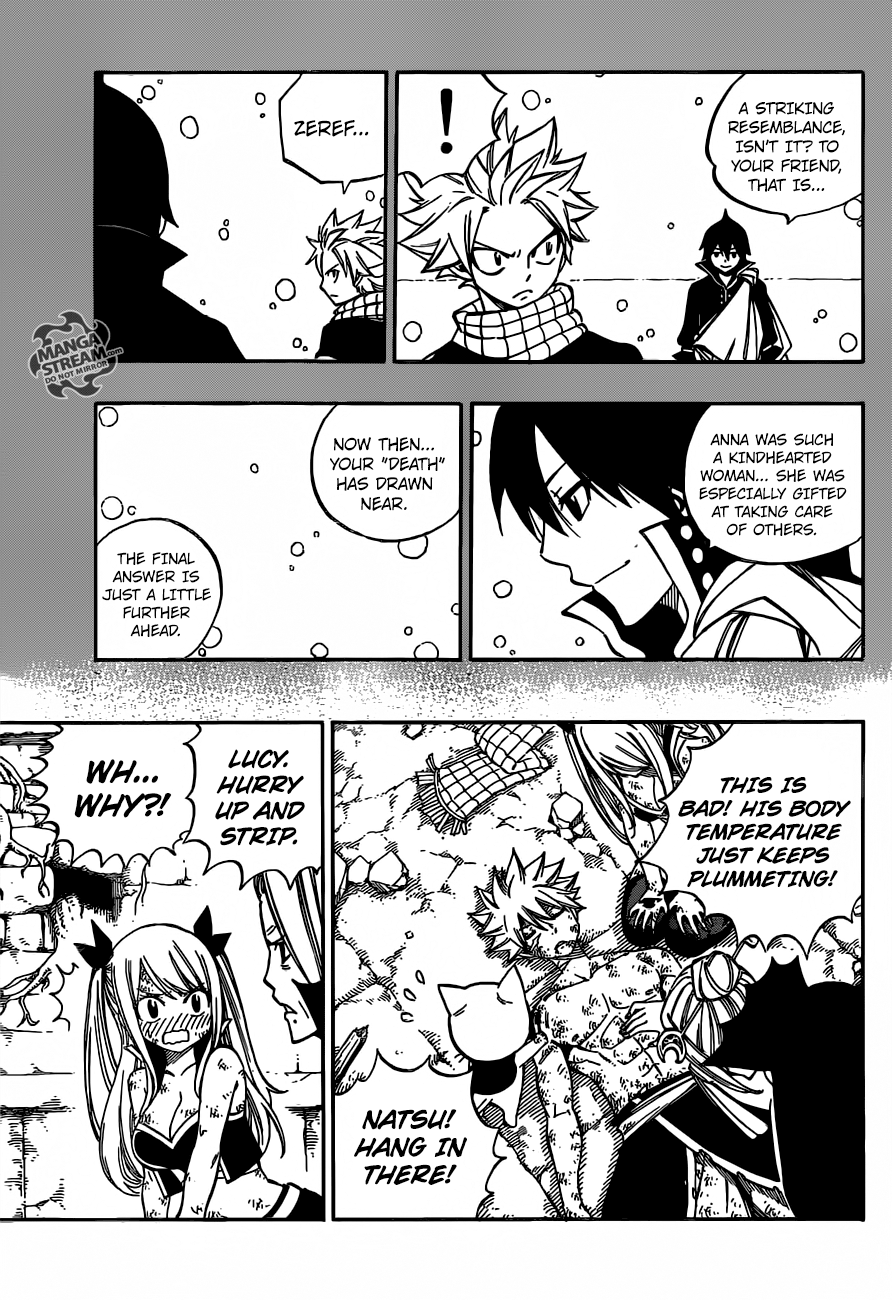 A STRIKING
RESEMBLANCE,
ISN'T IT? TO
YOUR FRIEND,
THAT IS...
!
ZEREF...
MANGA
STREAM.com
DO NOT MIRROR
ANNA WAS SUCH
A KINDHEARTED
WOMAN... SHE WAS
ESPECIALLY GIFTED
AT TAKING CARE
OF OTHERS.
NOW THEN...
YOUR "DEATH"
HAS DRAWN
NEAR.
THE FINAL
ANSWER IS
JUST A LITTLE
FURTHER
AHEAD.
THIS IS
BAD! HIS BODY
TEMPERATURE
JUST KEEPS
PLUMMETING!
NATSU!
HANG IN
THERE!
LUCY.
HURRY
UP AND
STRIP.
WH...
WHY?!